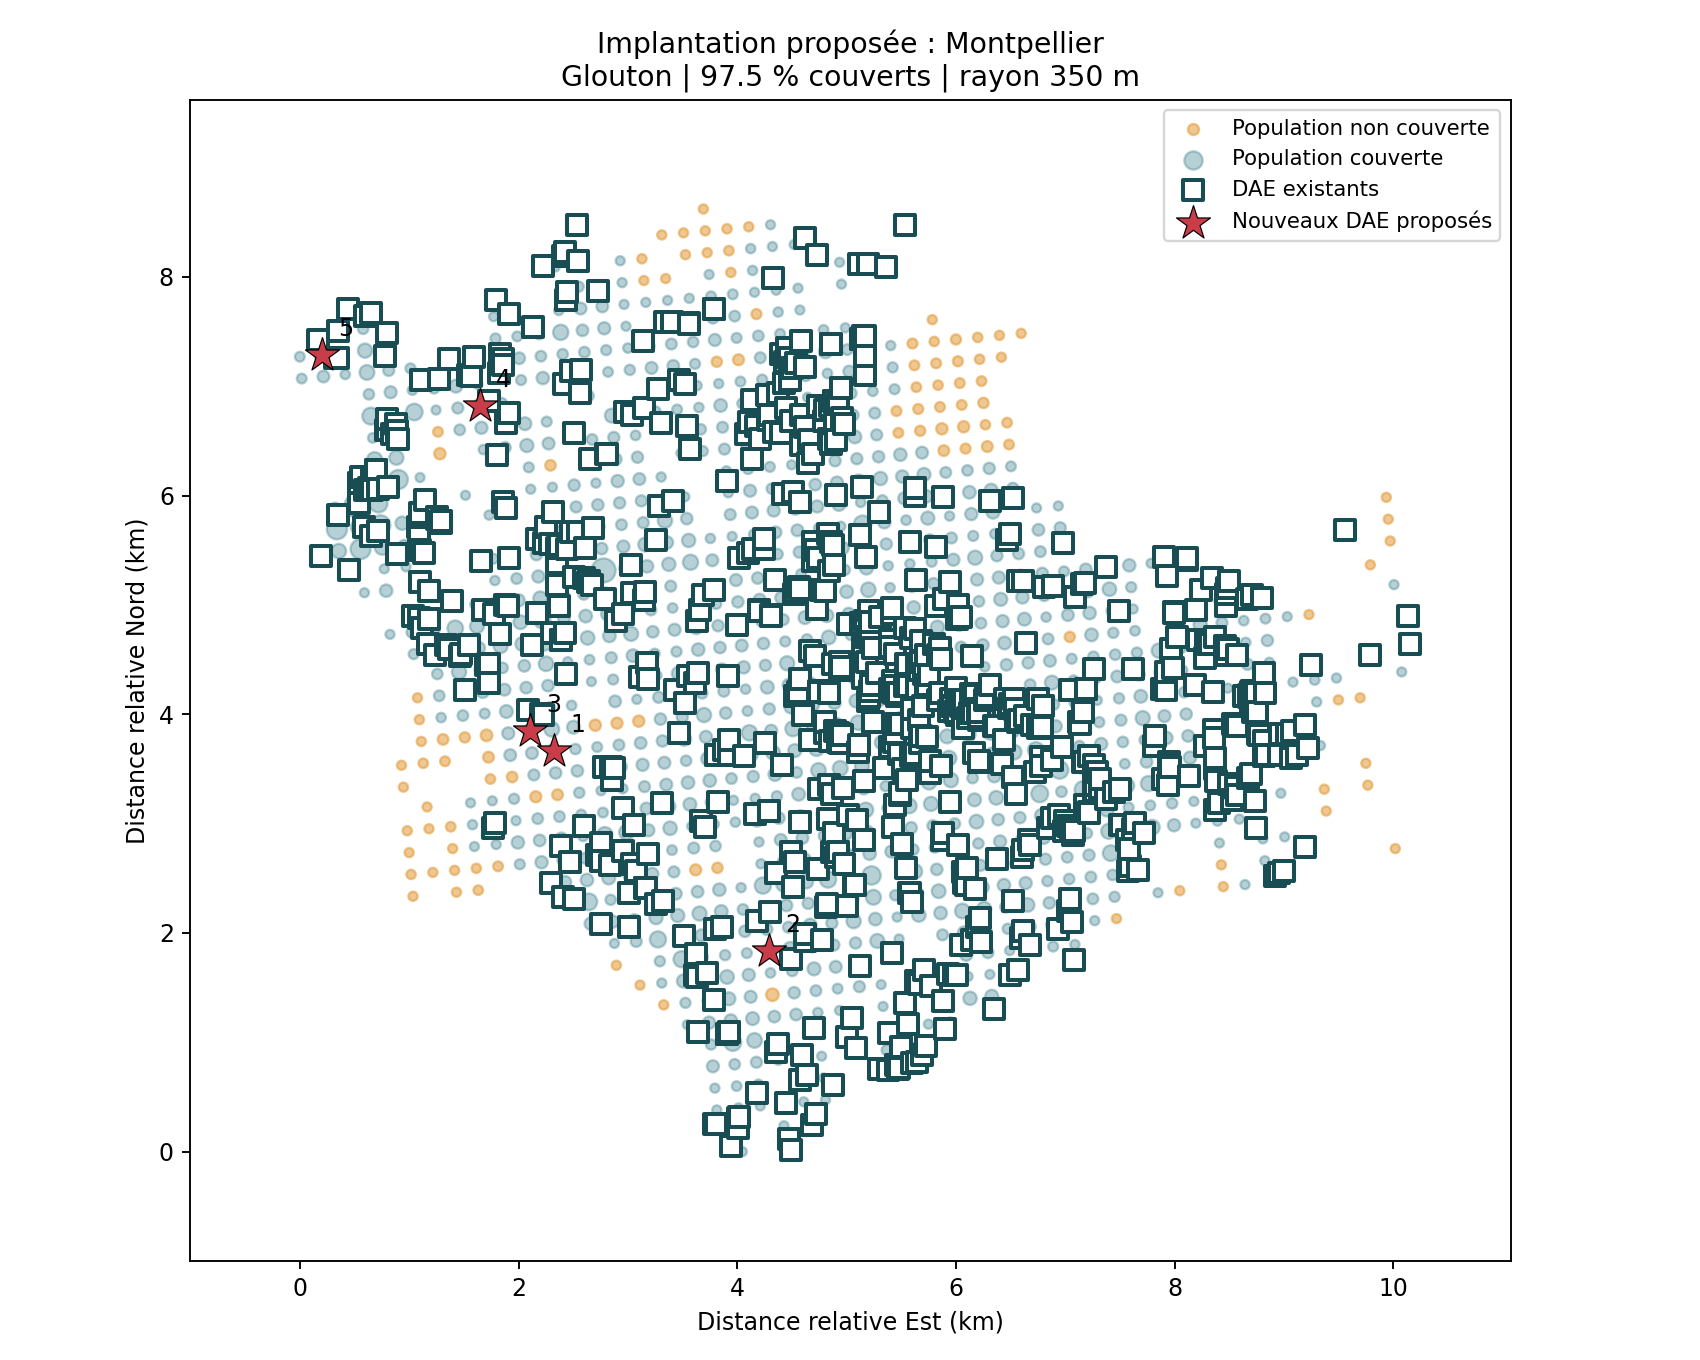 Implantation proposée : Montpellier
Glouton | 97.5 % couverts | rayon 350 m
Population non couverte
Population couverte
DAE existants
Nouveaux DAE proposés
Distance relative Nord (km)
8
6
4
2
0
5
4
3
1
2
0
2
4
6
8
10
Distance relative Est (km)